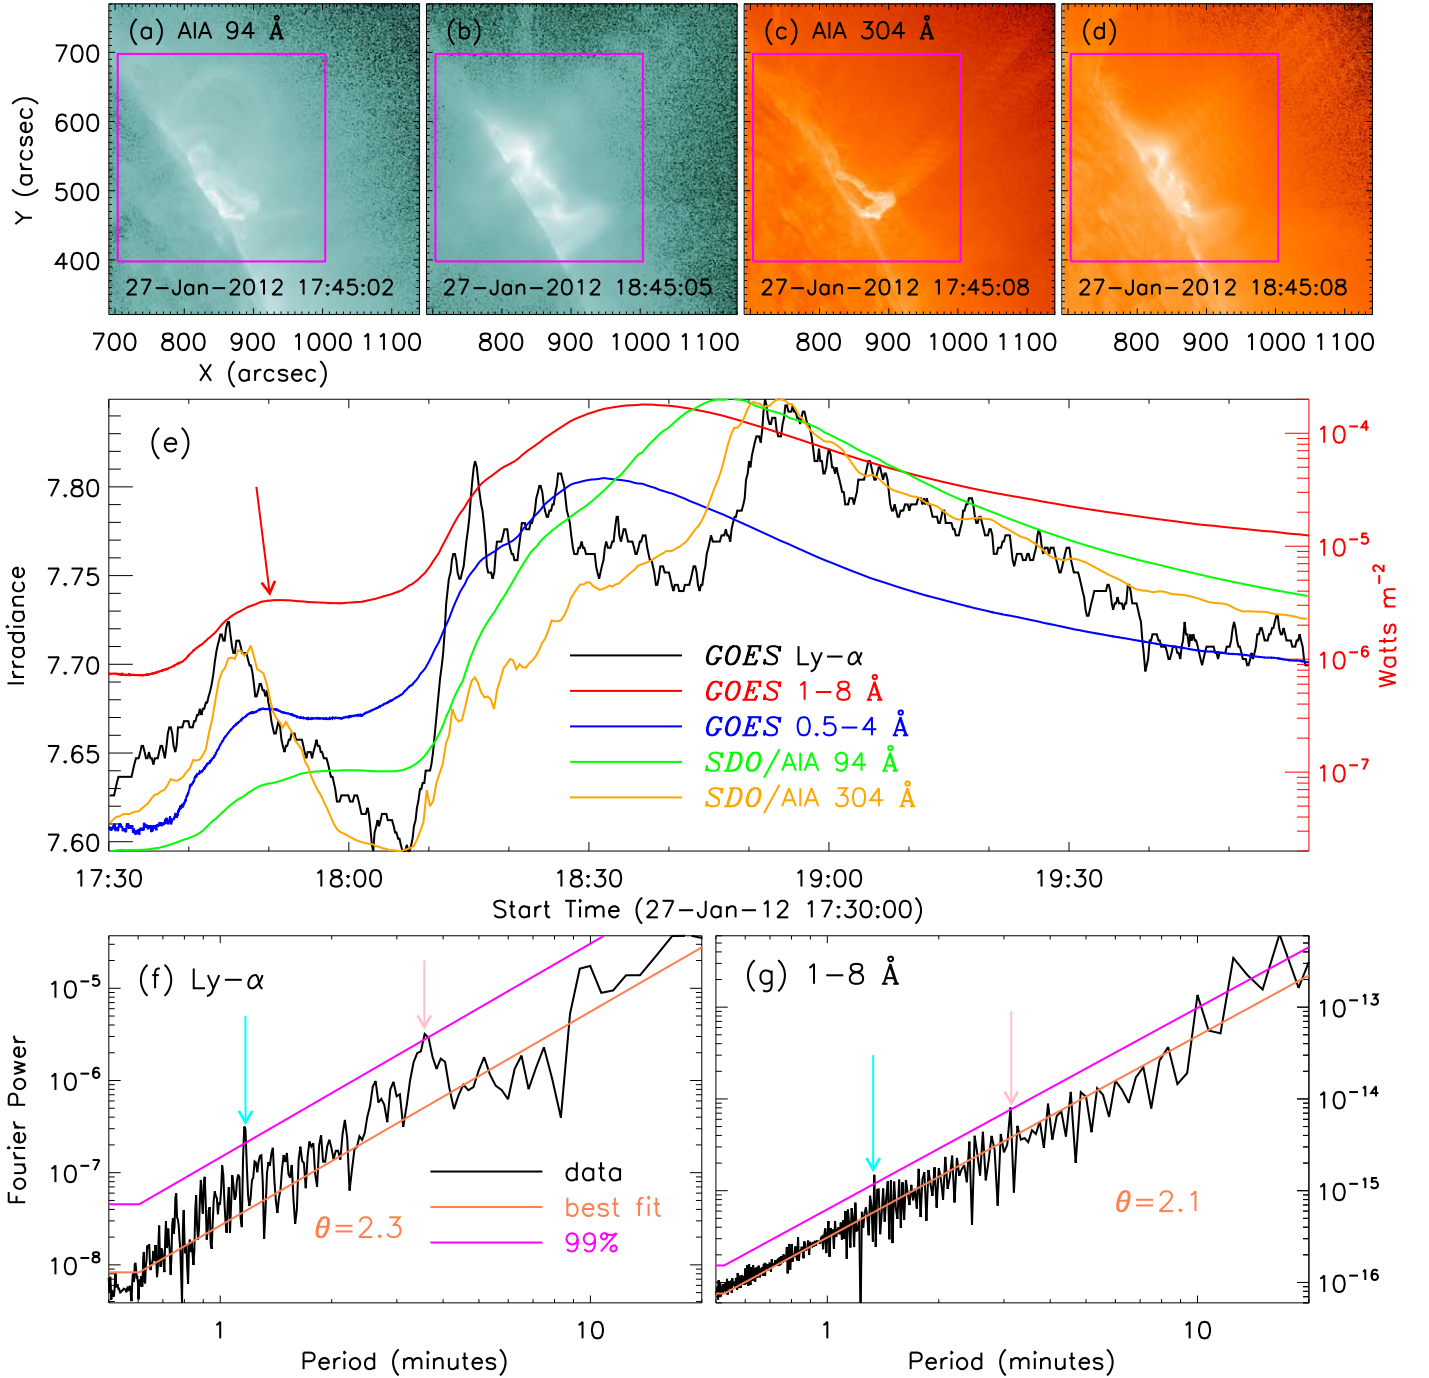 (a) AIA 94 Å
(b)
(c) AIA 304 Å
(d)
700
600
500
400
Y (arcsec)
27-Jan-2012 17:45:02
27-Jan-2012 18:45:05
27-Jan-2012 17:45:08
27-Jan-2012 18:45:08
700 800 900 1000 1100
800 900 1000 1100
800 900 1000 1100
800 900 1000 1100
X (arcsec)
(e)
7.80
7.75
7.70
7.65
7.60
Irradiance
10⁻⁴
10⁻⁵
10⁻⁶
10⁻⁷
Watts m⁻²
GOES Ly-α
GOES 1-8 Å
GOES 0.5-4 Å
SDO/AIA 94 Å
SDO/AIA 304 Å
17:30 18:00 18:30 19:00 19:30
Start Time (27-Jan-12 17:30:00)
(f) Ly-α
10⁻⁵
10⁻⁶
10⁻⁷
10⁻⁸
Fourier Power
θ=2.3
data
best fit
99%
1 10
Period (minutes)
(g) 1-8 Å
10⁻¹³
10⁻¹⁴
10⁻¹⁵
10⁻¹⁶
θ=2.1
1 10
Period (minutes)